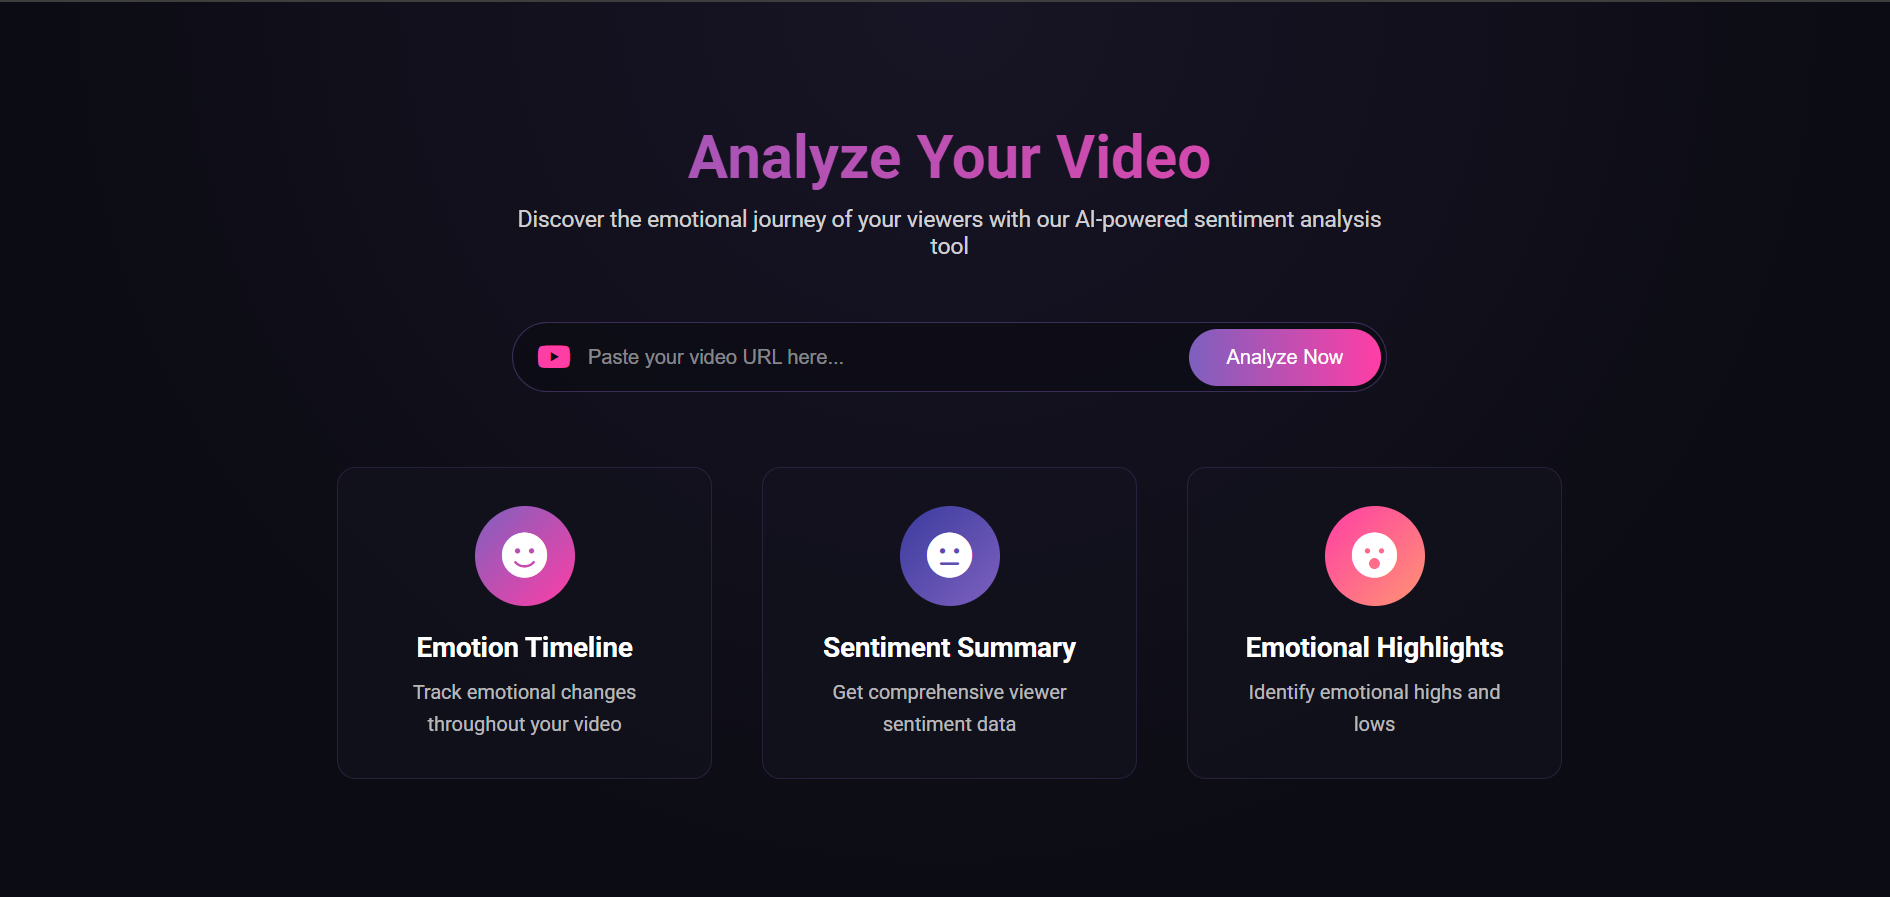 Analyze Your Video
Discover the emotional journey of your viewers with our AI-powered sentiment analysis
tool
Paste your video URL here...
Analyze Now
Emotion Timeline
Track emotional changes
throughout your video
Sentiment Summary
Get comprehensive viewer
sentiment data
Emotional Highlights
Identify emotional highs and
lows